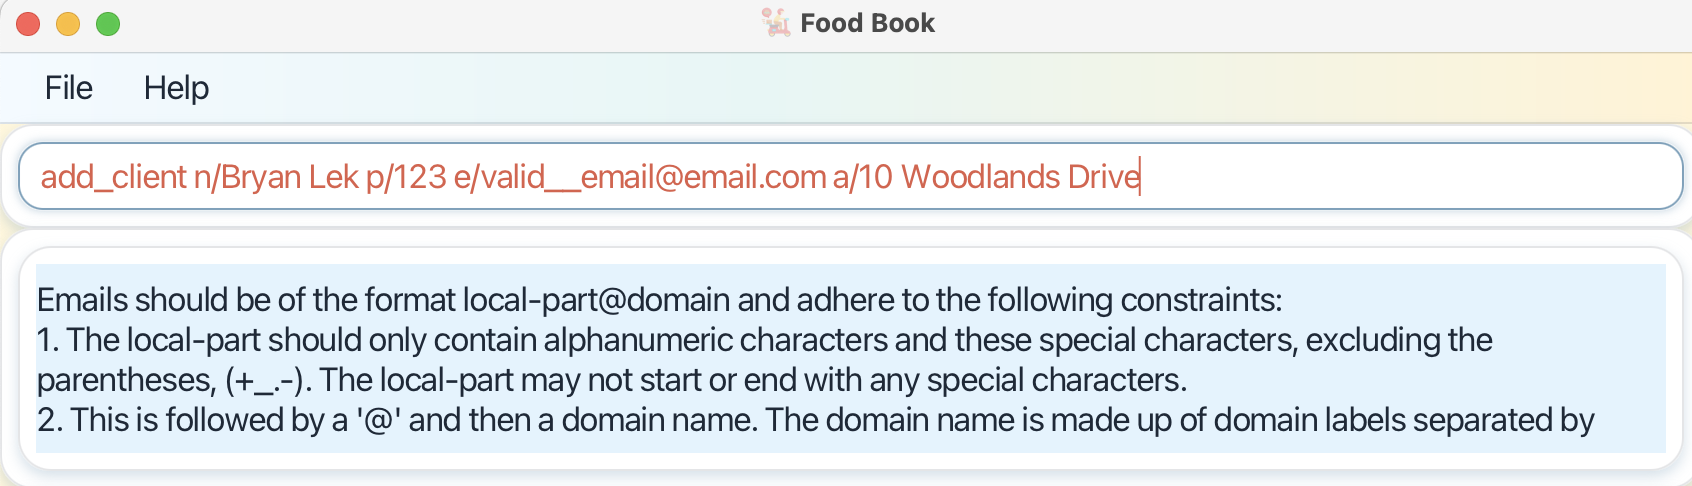 Food Book
File Help
add_client n/Bryan Lek p/123 e/valid__email@email.com a/10 Woodlands Drive
Emails should be of the format local-part@domain and adhere to the following constraints:
1. The local-part should only contain alphanumeric characters and these special characters, excluding the
parentheses, (+_.-). The local-part may not start or end with any special characters.
2. This is followed by a '@' and then a domain name. The domain name is made up of domain labels separated by